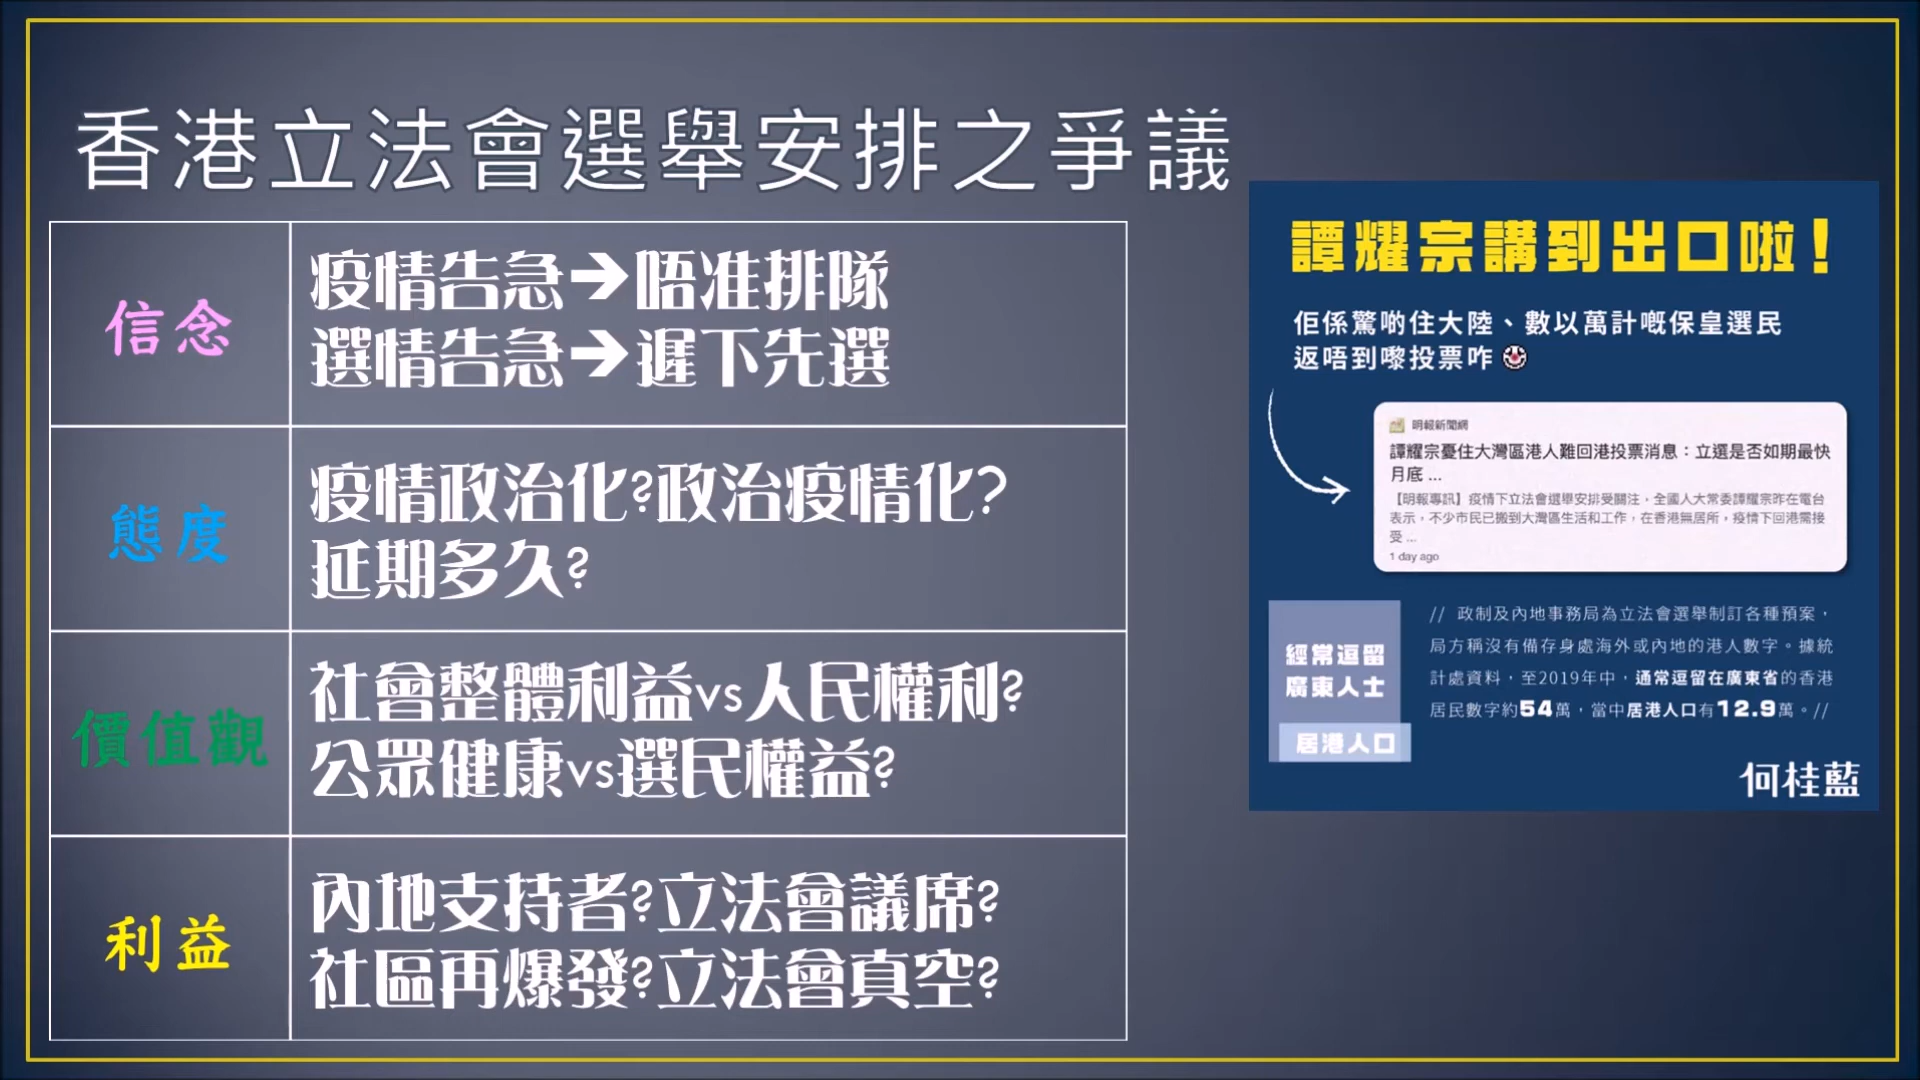 香港立法會選舉安排之爭議
信念
疫情告急→唔准排隊
選情告急→遲下先選
態度
疫情政治化?政治疫情化?
延期多久?
價值觀
社會整體利益vs人民權利?
公眾健康vs選民權益?
利益
內地支持者?立法會議席?
社區再爆發?立法會真空?
譚耀宗講到出口啦！
佢係驚啲住大陸、數以萬計嘅保皇選民
返唔到嚟投票咋
明報新聞網
譚耀宗憂住大灣區港人難回港投票消息：立選是否如期最快
月底 ...
【明報專訊】疫情下立法會選舉安排受關注，全國人大常委譚耀宗昨在電台
表示，不少市民已搬到大灣區生活和工作，在香港無居所，疫情下回港需接
受 ...
1 day ago
經常逗留
廣東人士
居港人口
// 政制及內地事務局為立法會選舉制訂各種預案，
局方稱沒有備存身處海外或內地的港人數字。據統
計處資料，至2019年中，通常逗留在廣東省的香港
居民數字約54萬，當中居港人口有12.9萬。//
何桂藍